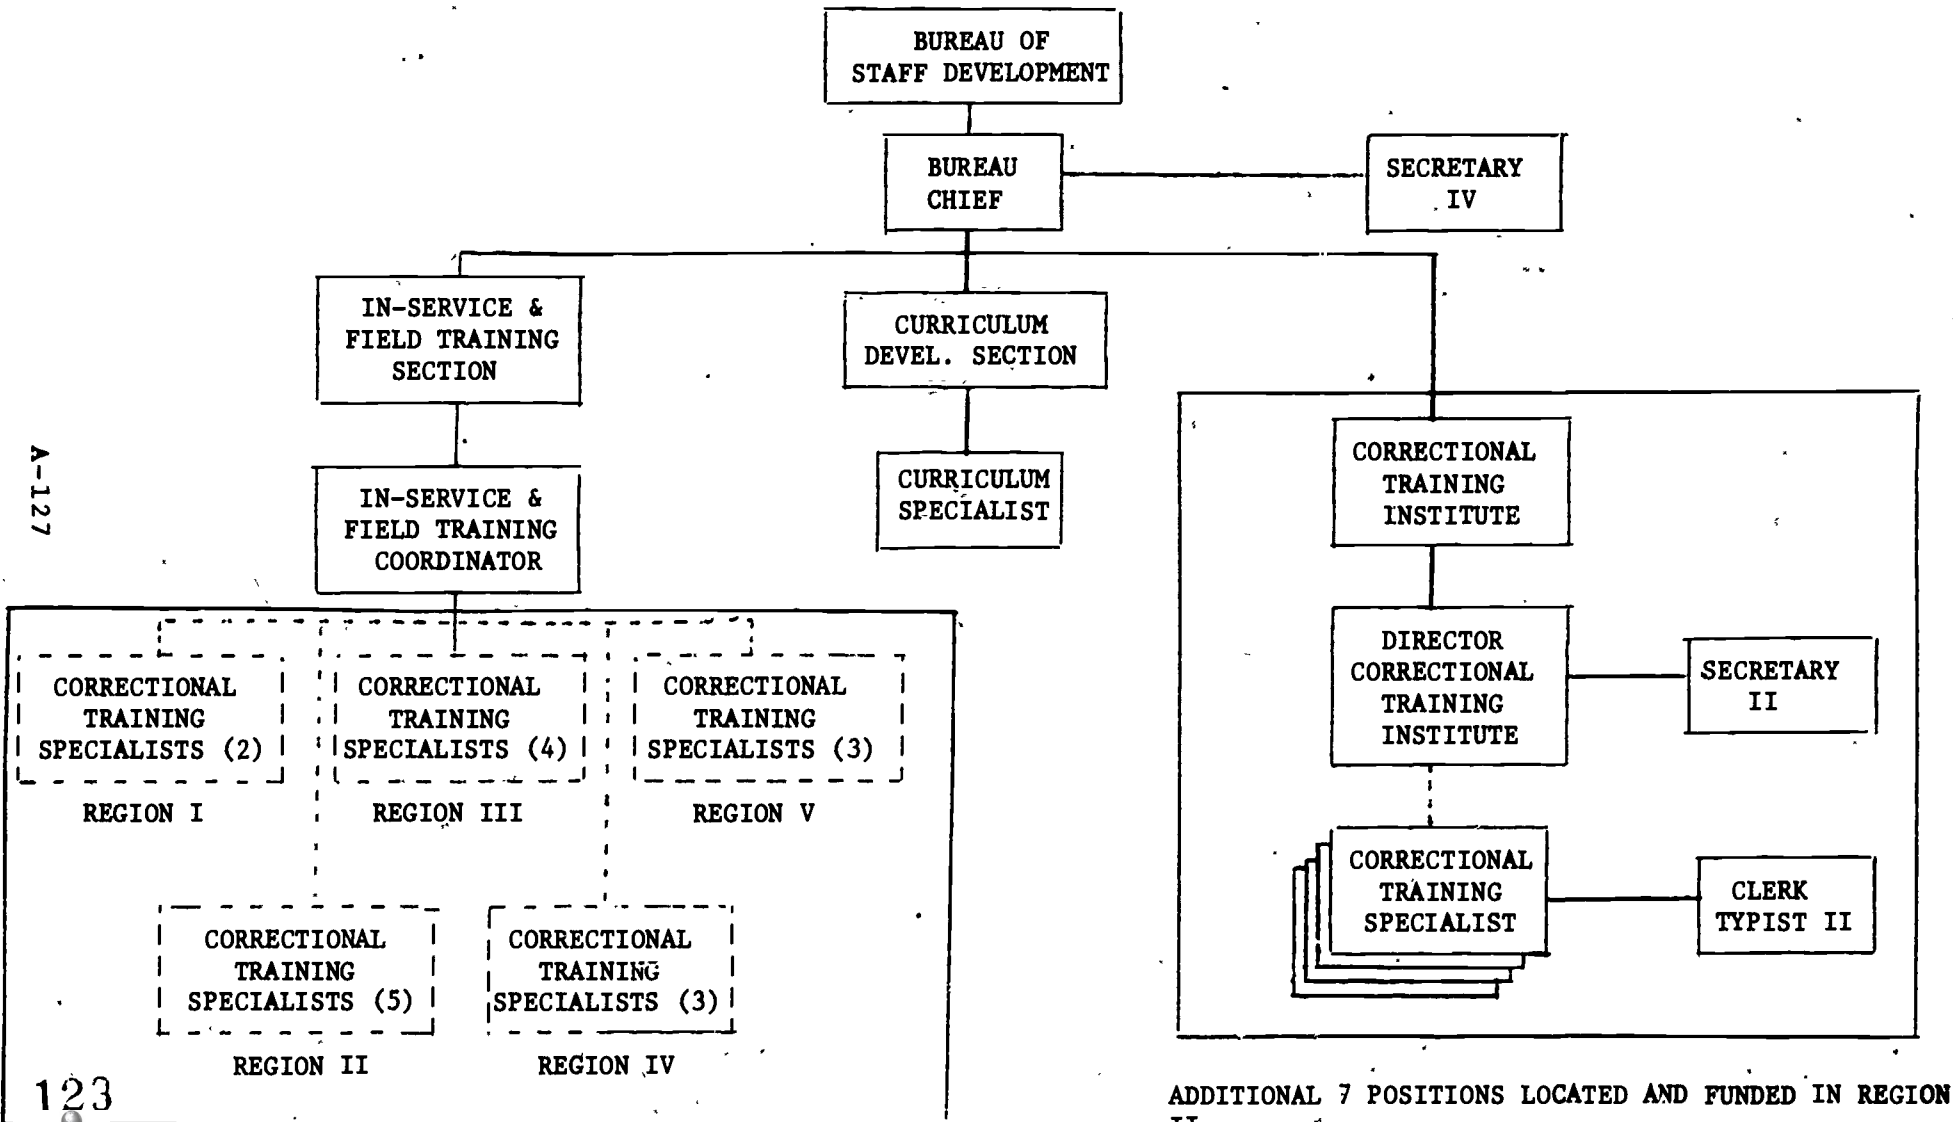 BUREAU OF
STAFF DEVELOPMENT
BUREAU
CHIEF
SECRETARY
IV
IN-SERVICE &
FIELD TRAINING
SECTION
CURRICULUM
DEVEL. SECTION
CORRECTIONAL
TRAINING
INSTITUTE
IN-SERVICE &
FIELD TRAINING
COORDINATOR
CURRICULUM
SPECIALIST
A-127
DIRECTOR
CORRECTIONAL
TRAINING
INSTITUTE
SECRETARY
II
CORRECTIONAL
TRAINING
SPECIALISTS (2)
REGION I
CORRECTIONAL
TRAINING
SPECIALISTS (4)
REGION III
CORRECTIONAL
TRAINING
SPECIALISTS (3)
REGION V
CORRECTIONAL
TRAINING
SPECIALIST
CLERK
TYPIST II
CORRECTIONAL
TRAINING
SPECIALISTS (5)
REGION II
CORRECTIONAL
TRAINING
SPECIALISTS (3)
REGION IV
123
ADDITIONAL 7 POSITIONS LOCATED AND FUNDED IN REGION